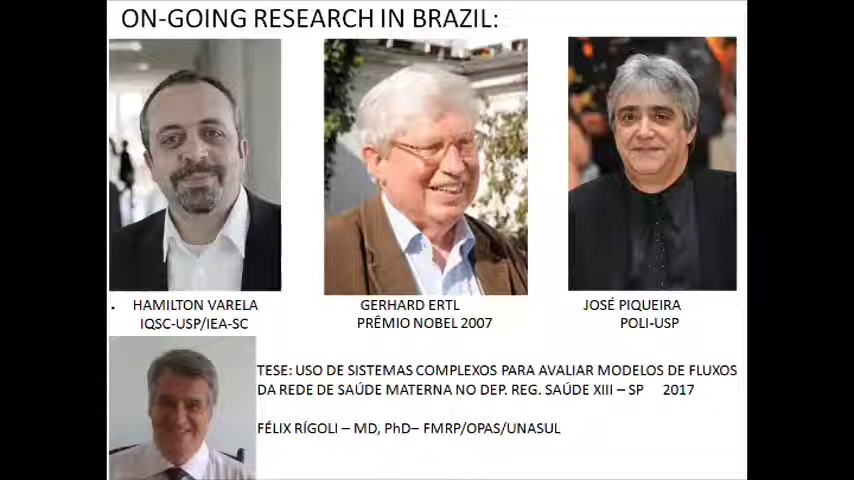 ON-GOING RESEARCH IN BRAZIL:
HAMILTON VARELA
IQSC-USP/IEA-SC
GERHARD ERTL
PRÊMIO NOBEL 2007
JOSÉ PIQUEIRA
POLI-USP
TESE: USO DE SISTEMAS COMPLEXOS PARA AVALIAR MODELOS DE FLUXOS
DA REDE DE SAÚDE MATERNA NO DEP. REG. SAÚDE XIII – SP 2017
FÉLIX RÍGOLI – MD, PhD– FMRP/OPAS/UNASUL